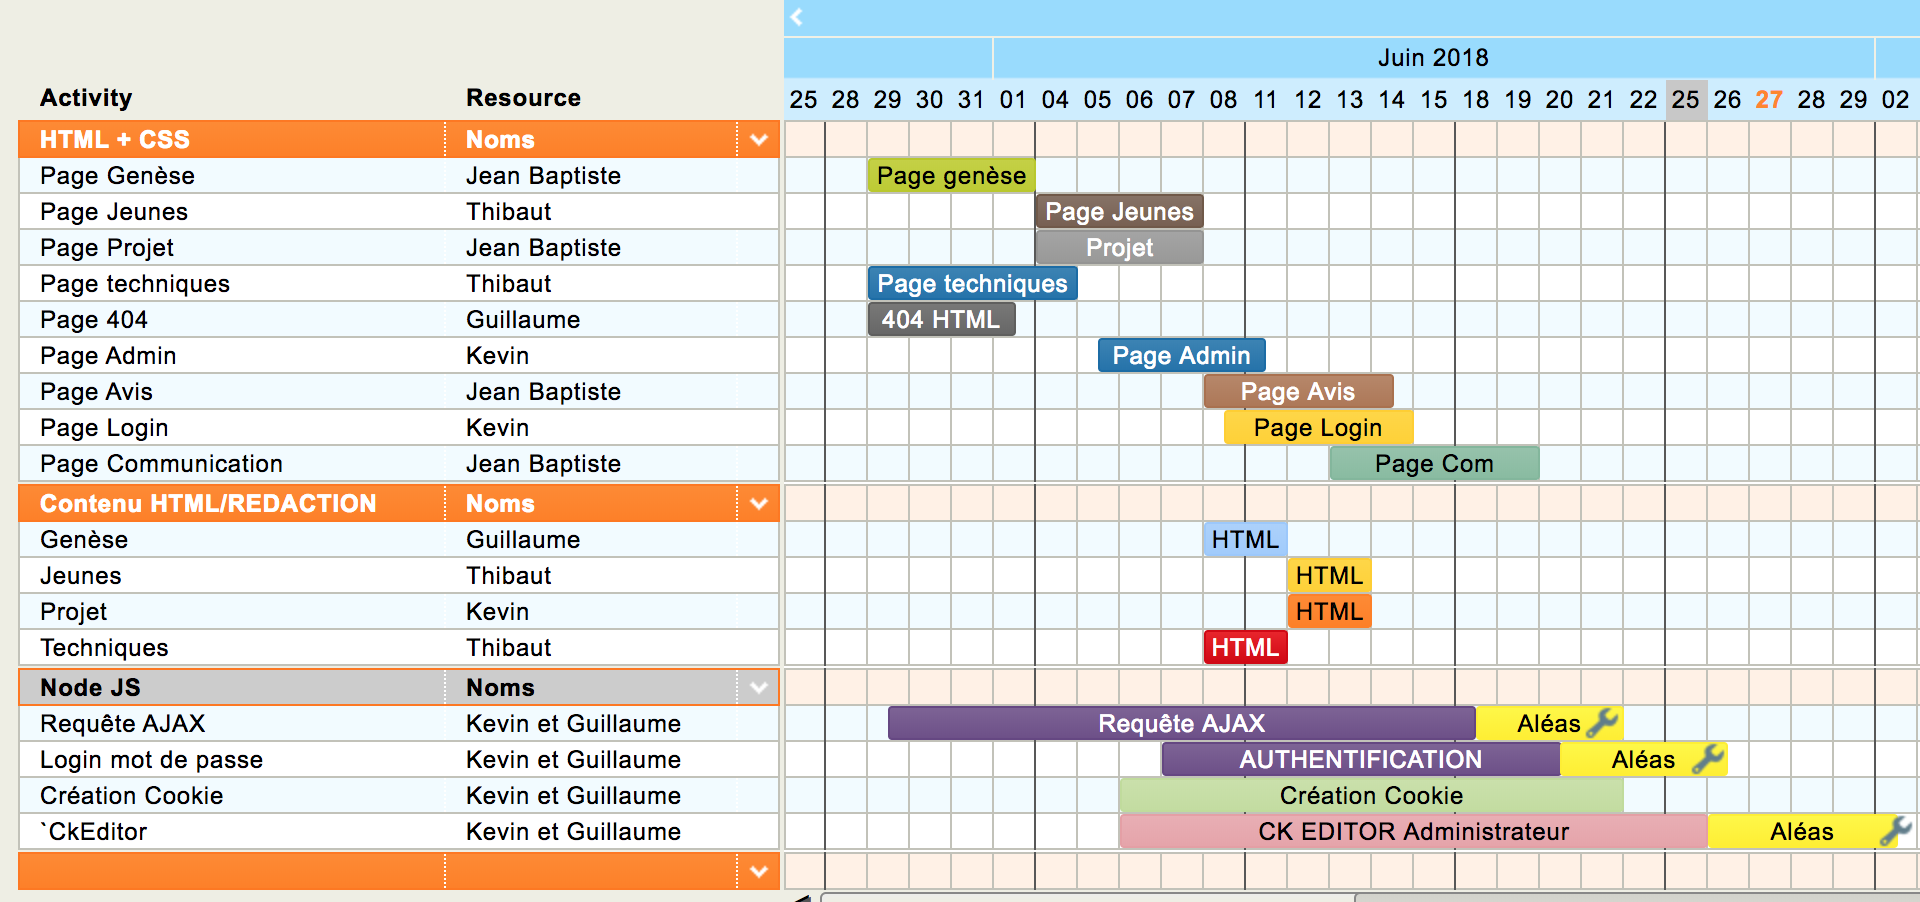 Juin 2018
Activity Resource 25 28 29 30 31 01 04 05 06 07 08 11 12 13 14 15 18 19 20 21 22 25 26 27 28 29 02
HTML + CSS Noms
Page Genèse Jean Baptiste Page genèse
Page Jeunes Thibaut Page Jeunes
Page Projet Jean Baptiste Projet
Page techniques Thibaut Page techniques
Page 404 Guillaume 404 HTML
Page Admin Kevin Page Admin
Page Avis Jean Baptiste Page Avis
Page Login Kevin Page Login
Page Communication Jean Baptiste Page Com
Contenu HTML/REDACTION Noms
Genèse Guillaume HTML
Jeunes Thibaut HTML
Projet Kevin HTML
Techniques Thibaut HTML
Node JS Noms
Requête AJAX Kevin et Guillaume Requête AJAX Aléas
Login mot de passe Kevin et Guillaume AUTHENTIFICATION Aléas
Création Cookie Kevin et Guillaume Création Cookie
`CkEditor Kevin et Guillaume CK EDITOR Administrateur Aléas